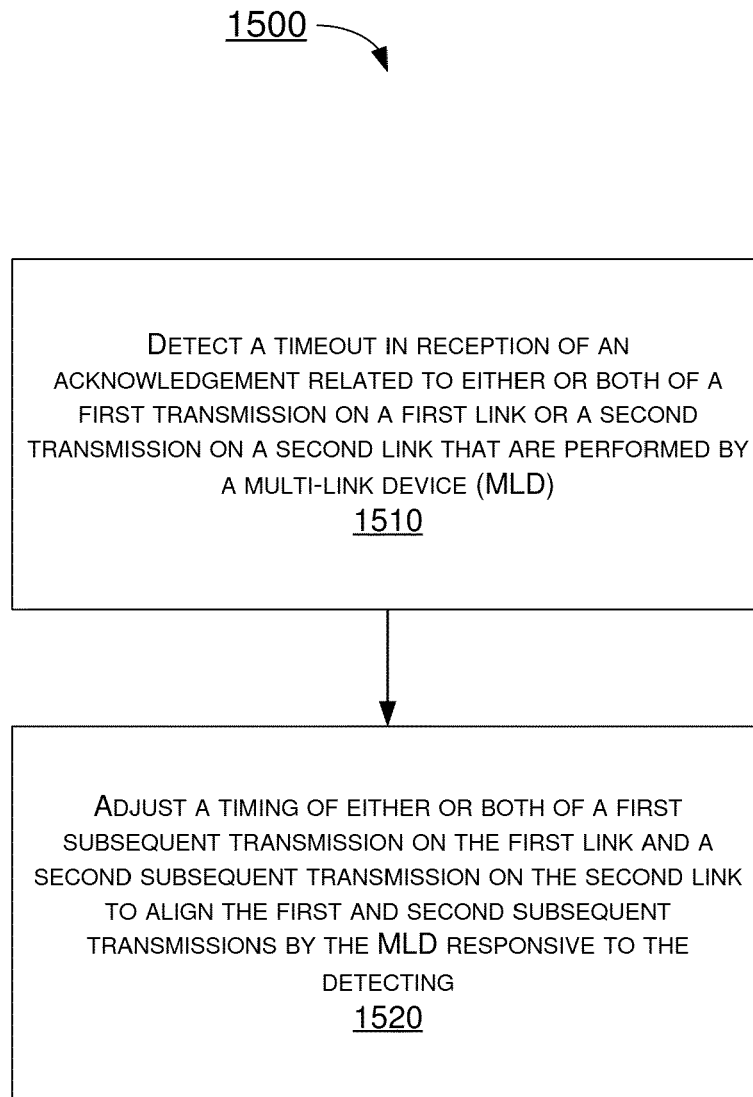 1500
DETECT A TIMEOUT IN RECEPTION OF AN
ACKNOWLEDGEMENT RELATED TO EITHER OR BOTH OF A
FIRST TRANSMISSION ON A FIRST LINK OR A SECOND
TRANSMISSION ON A SECOND LINK THAT ARE PERFORMED BY
A MULTI-LINK DEVICE (MLD)
1510
ADJUST A TIMING OF EITHER OR BOTH OF A FIRST
SUBSEQUENT TRANSMISSION ON THE FIRST LINK AND A
SECOND SUBSEQUENT TRANSMISSION ON THE SECOND LINK
TO ALIGN THE FIRST AND SECOND SUBSEQUENT
TRANSMISSIONS BY THE MLD RESPONSIVE TO THE
DETECTING
1520